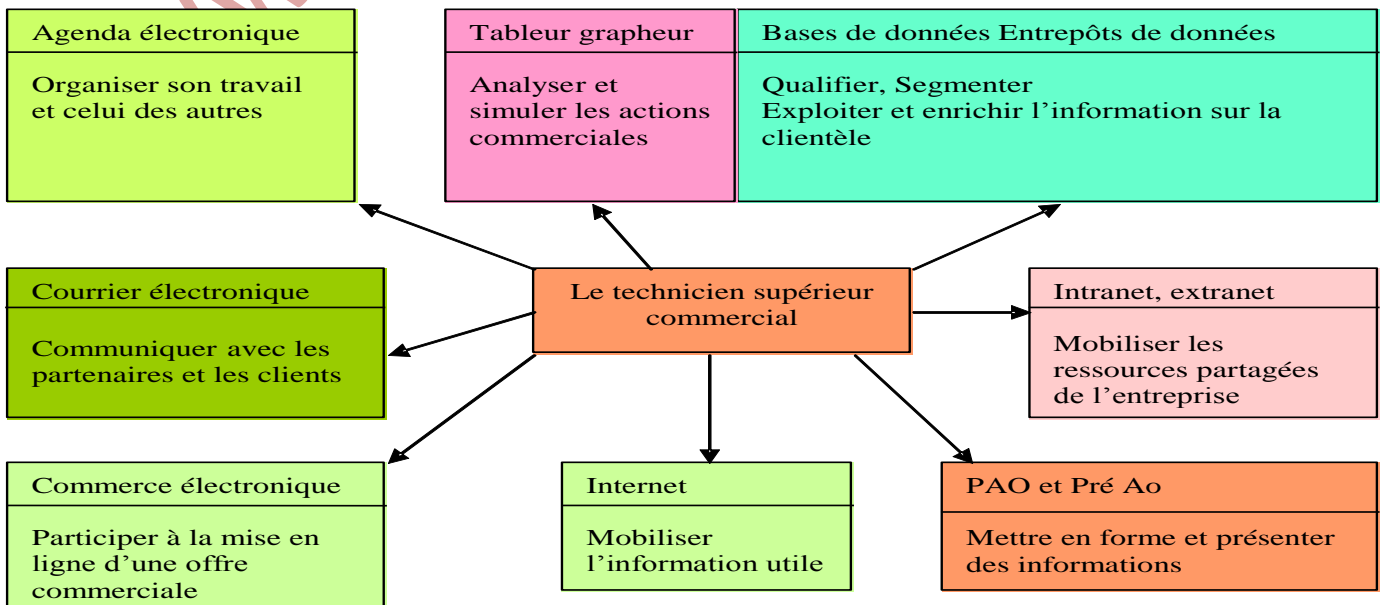 Agenda électronique
Organiser son travail
et celui des autres
Tableur grapheur
Analyser et
simuler les actions
commerciales
Bases de données Entrepôts de données
Qualifier, Segmenter
Exploiter et enrichir l’information sur la
clientèle
Courrier électronique
Communiquer avec les
partenaires et les clients
Le technicien supérieur
commercial
Intranet, extranet
Mobiliser les
ressources partagées
de l’entreprise
Commerce électronique
Participer à la mise en
ligne d’une offre
commerciale
Internet
Mobiliser
l’information utile
PAO et Pré Ao
Mettre en forme et présenter
des informations